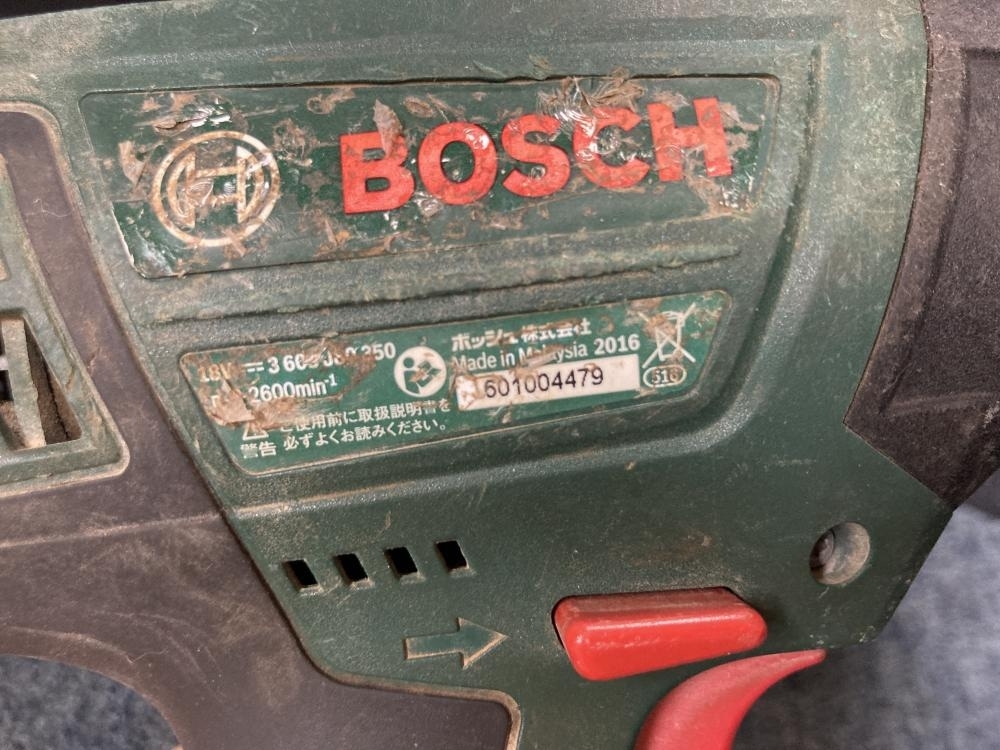 BOSCH
18V
350
2600min-1
ご使用前に取扱説明書を
警告 必ずよくお読みください。
ボッシュ株式会社
Made in Malaysia 2016
601004479
516